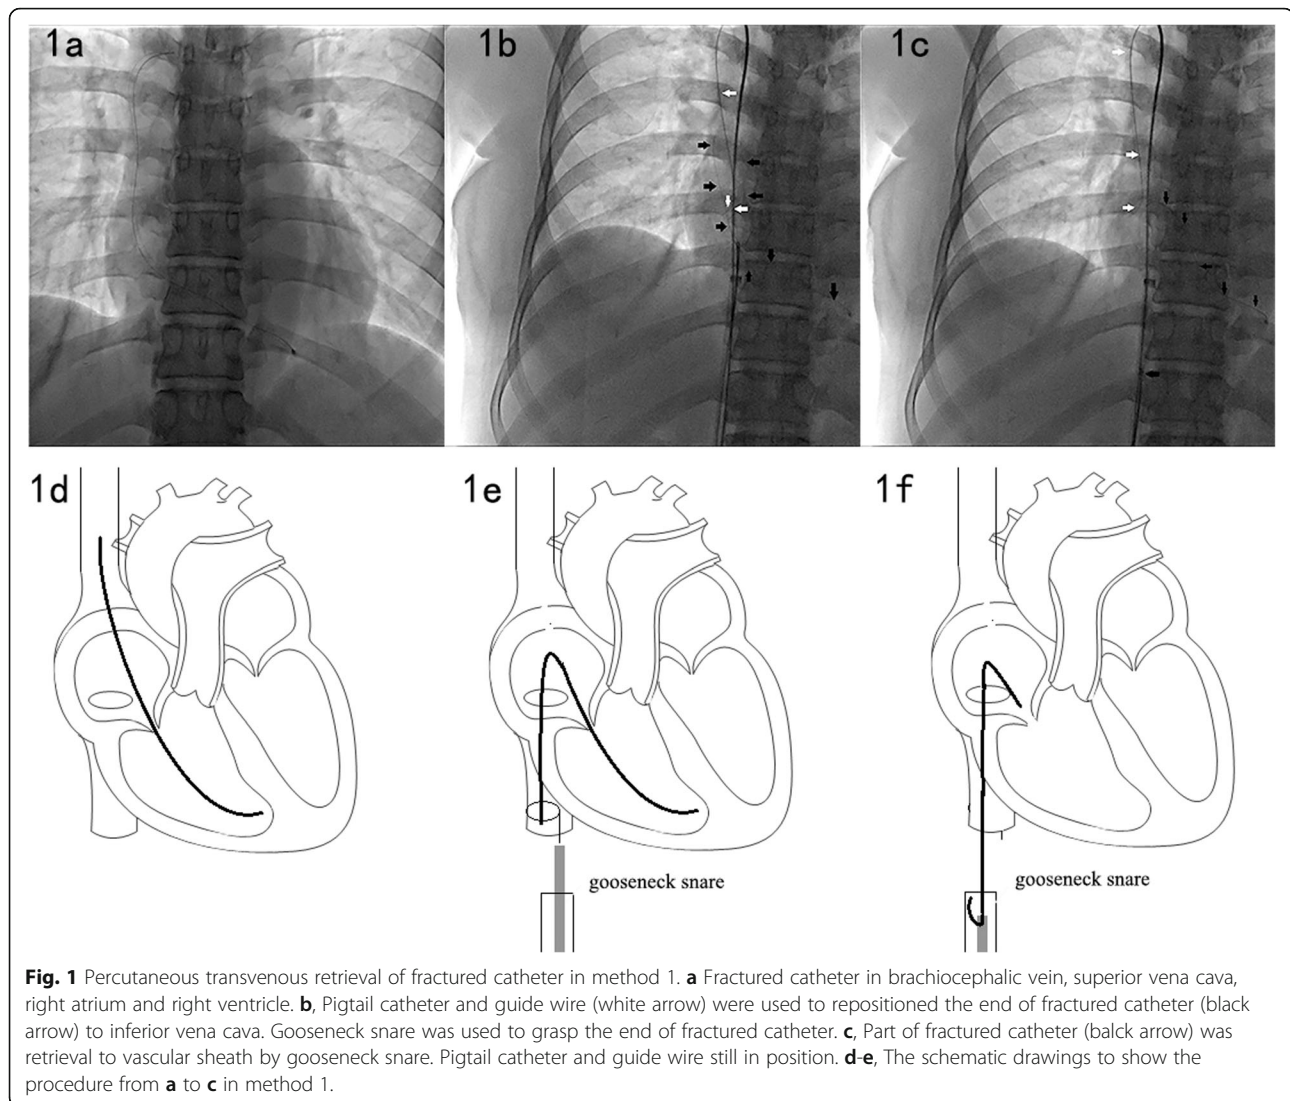 1a
1b
1c
1d
1e
1f
gooseneck snare
gooseneck snare
Fig. 1 Percutaneous transvenous retrieval of fractured catheter in method 1. a Fractured catheter in brachiocephalic vein, superior vena cava,
right atrium and right ventricle. b, Pigtail catheter and guide wire (white arrow) were used to repositioned the end of fractured catheter (black
arrow) to inferior vena cava. Gooseneck snare was used to grasp the end of fractured catheter. c, Part of fractured catheter (balck arrow) was
retrieval to vascular sheath by gooseneck snare. Pigtail catheter and guide wire still in position. d-e, The schematic drawings to show the
procedure from a to c in method 1.